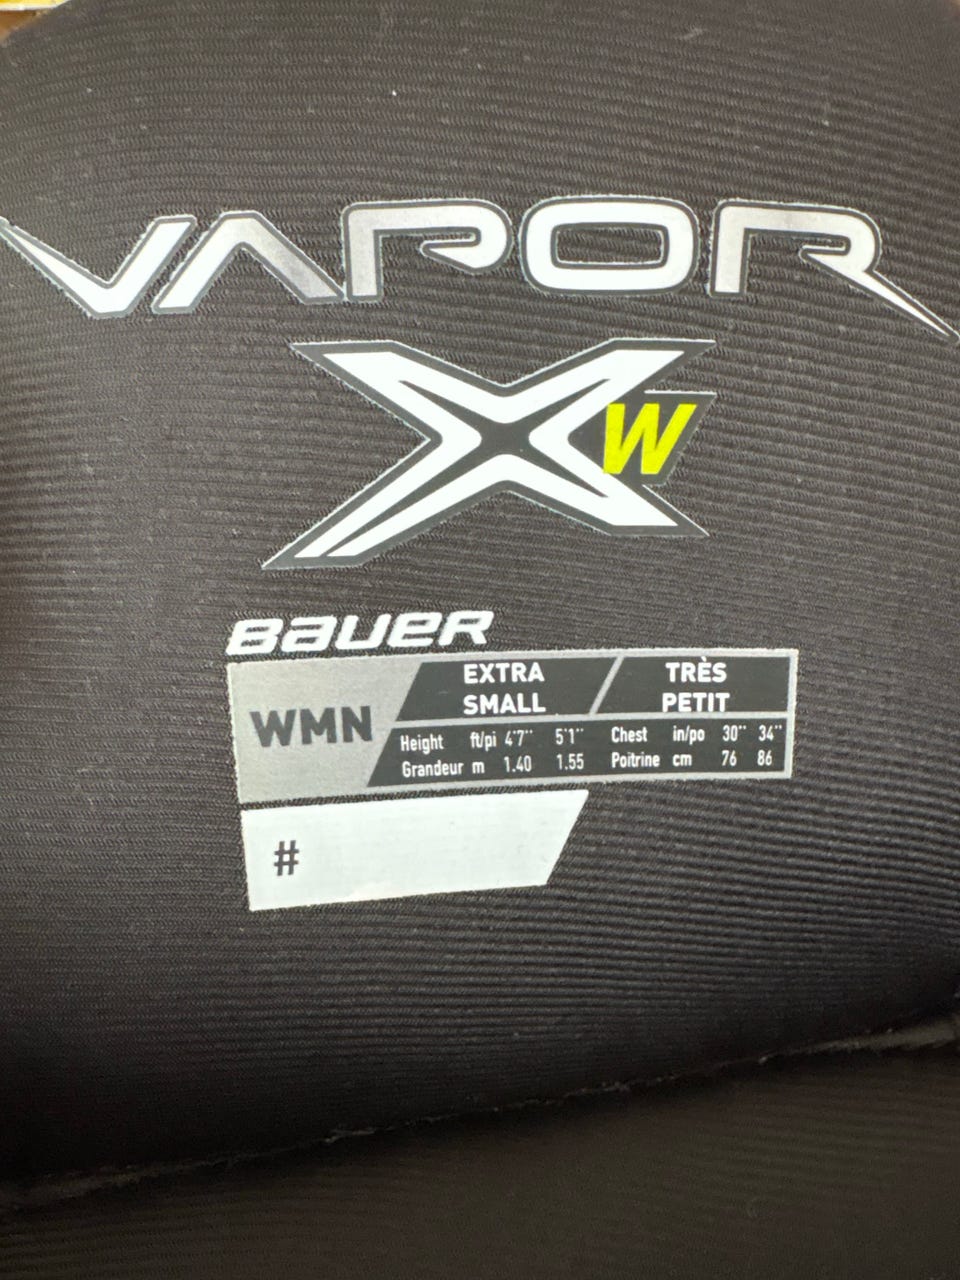 VAPOR
X W
BAUER
WMN
EXTRA SMALL
TRÈS PETIT
Height ft/pi 4'7" 5'1"
Grandeur m 1.40 1.55
Chest in/po 30" 34"
Poitrine cm 76 86
#